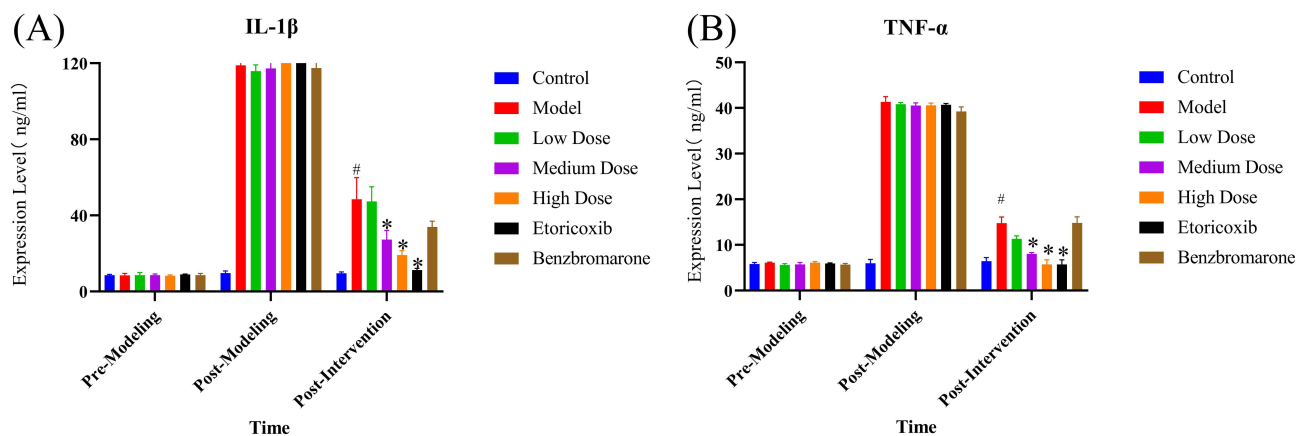 (A)
IL-1β
Expression Level( ng/ml)
120
80
40
0
#
*
*
*
Pre-Modeling
Post-Modeling
Post-Intervention
Time
Control
Model
Low Dose
Medium Dose
High Dose
Etoricoxib
Benzbromarone
(B)
TNF-α
Expression Level( ng/ml)
50
40
30
20
10
0
#
*
*
*
Pre-Modeling
Post-Modeling
Post-Intervention
Time
Control
Model
Low Dose
Medium Dose
High Dose
Etoricoxib
Benzbromarone